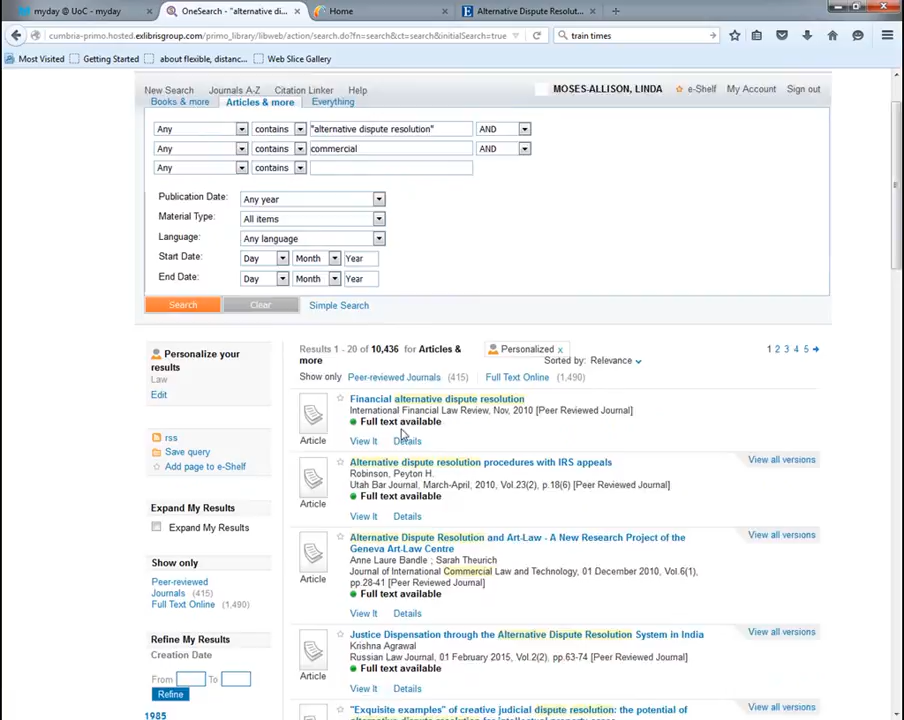 myday @ UoC - myday × OneSearch - "alternative di... × Home × E Alternative Dispute Resolut... ×
cumbria-primo.hosted.exlibrisgroup.com/primo_library/libweb/action/search.do?fn=search&ct=search&initialSearch=true train times
Most Visited Getting Started about flexible, distanc... Web Slice Gallery
New Search Journals A-Z Citation Linker Help MOSES-ALLISON, LINDA e-Shelf My Account Sign out
Books & more Articles & more Everything
Any contains "alternative dispute resolution" AND
Any contains commercial AND
Any contains
Publication Date: Any year
Material Type: All items
Language: Any language
Start Date: Day Month Year
End Date: Day Month Year
Search Clear Simple Search
Personalize your
results
Law
Edit
rss
Save query
Add page to e-Shelf
Expand My Results
Expand My Results
Show only
Peer-reviewed
Journals (415)
Full Text Online (1,490)
Refine My Results
Creation Date
From To
Refine
1985
Results 1 - 20 of 10,436 for Articles &
more
Personalized x
Sorted by: Relevance
1 2 3 4 5
Show only Peer-reviewed Journals (415) Full Text Online (1,490)
Financial alternative dispute resolution
International Financial Law Review, Nov, 2010 [Peer Reviewed Journal]
Full text available
Article View It Details
Alternative dispute resolution procedures with IRS appeals View all versions
Robinson, Peyton H.
Utah Bar Journal, March-April, 2010, Vol.23(2), p.18(6) [Peer Reviewed Journal]
Full text available
Article
View It Details
Alternative Dispute Resolution and Art-Law - A New Research Project of the View all versions
Geneva Art-Law Centre
Anne Laure Bandle ; Sarah Theurich
Journal of International Commercial Law and Technology, 01 December 2010, Vol.6(1),
Article
pp.28-41 [Peer Reviewed Journal]
Full text available
View It Details
Justice Dispensation through the Alternative Dispute Resolution System in India View all versions
Krishna Agrawal
Russian Law Journal, 01 February 2015, Vol.2(2), pp.63-74 [Peer Reviewed Journal]
Full text available
Article
View It Details
"Exquisite examples" of creative judicial dispute resolution: the potential of View all versions
alternative dispute resolution for intellectual property cases